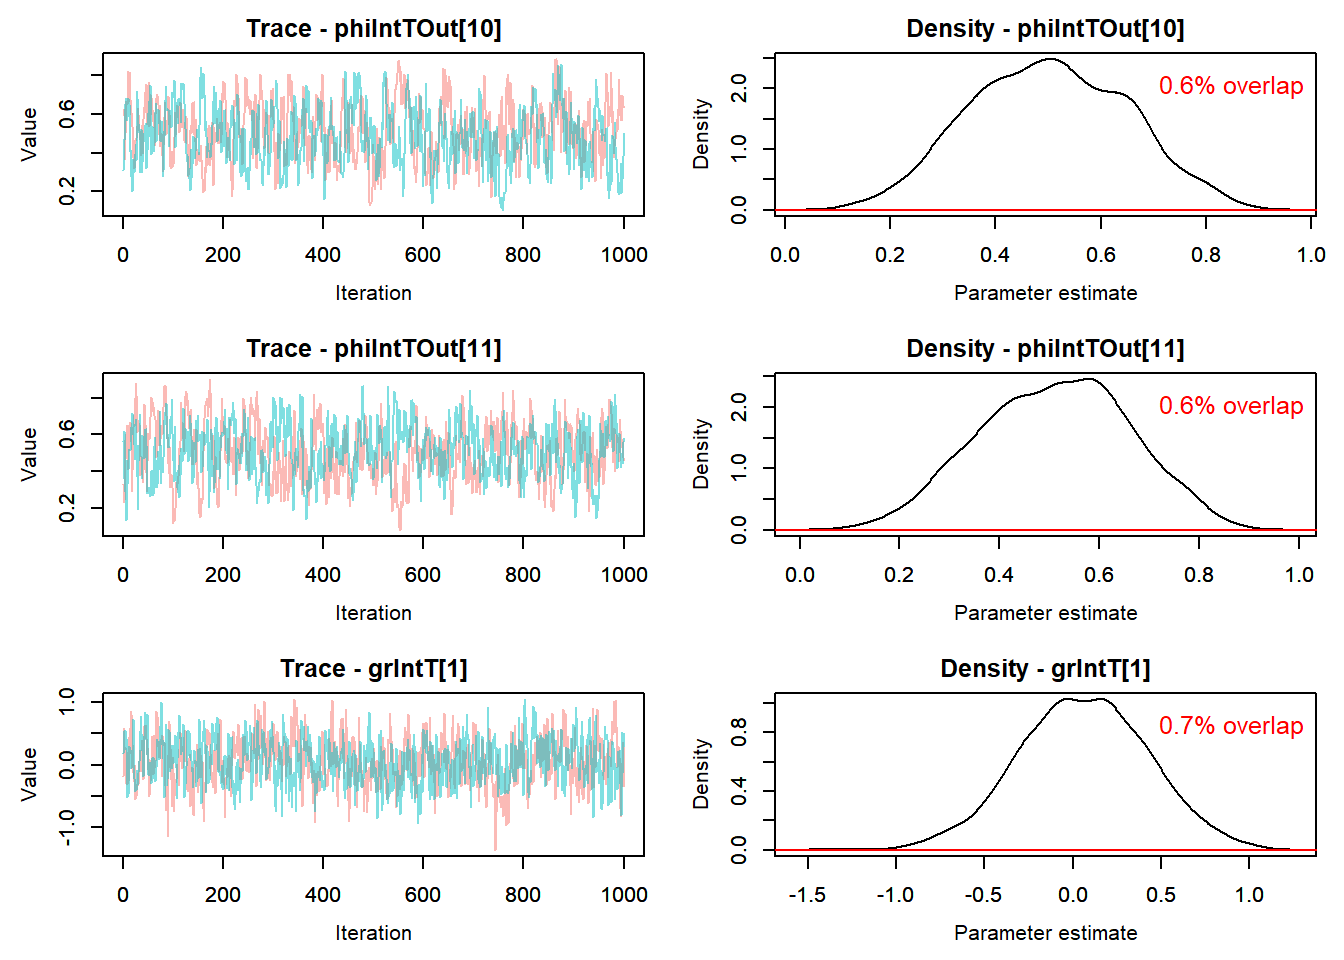 Trace - phiIntTOut[10]
Value
0.2
0.6
0
200
400
600
800
1000
Iteration
Density - phiIntTOut[10]
0.6% overlap
Density
0.0
1.0
2.0
0.0
0.2
0.4
0.6
0.8
1.0
Parameter estimate
Trace - phiIntTOut[11]
Value
0.2
0.6
0
200
400
600
800
1000
Iteration
Density - phiIntTOut[11]
0.6% overlap
Density
0.0
1.0
2.0
0.0
0.2
0.4
0.6
0.8
1.0
Parameter estimate
Trace - grIntT[1]
Value
-1.0
0.0
1.0
0
200
400
600
800
1000
Iteration
Density - grIntT[1]
0.7% overlap
Density
0.0
0.4
0.8
-1.5
-1.0
-0.5
0.0
0.5
1.0
Parameter estimate